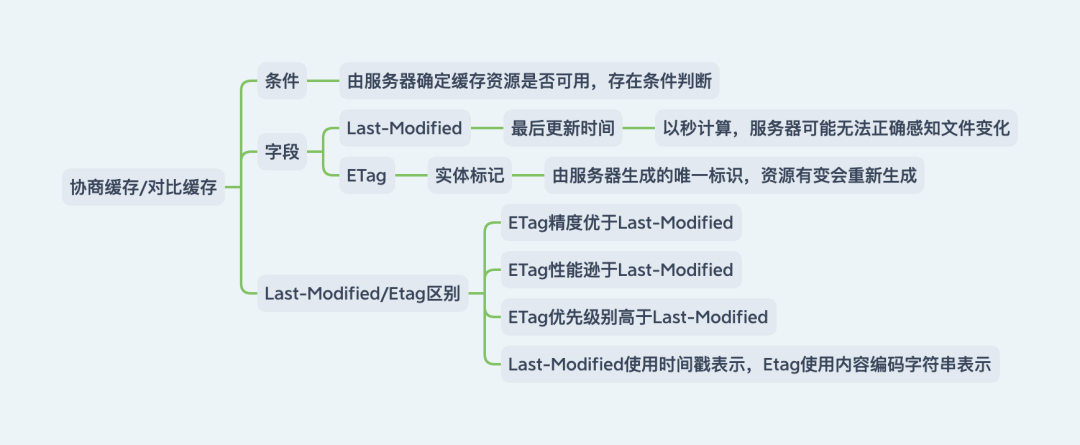 协商缓存/对比缓存
条件
由服务器确定缓存资源是否可用，存在条件判断
字段
Last-Modified
最后更新时间
以秒计算，服务器可能无法正确感知文件变化
ETag
实体标记
由服务器生成的唯一标识，资源有变会重新生成
Last-Modified/Etag区别
ETag精度优于Last-Modified
ETag性能逊于Last-Modified
ETag优先级别高于Last-Modified
Last-Modified使用时间戳表示，Etag使用内容编码字符串表示